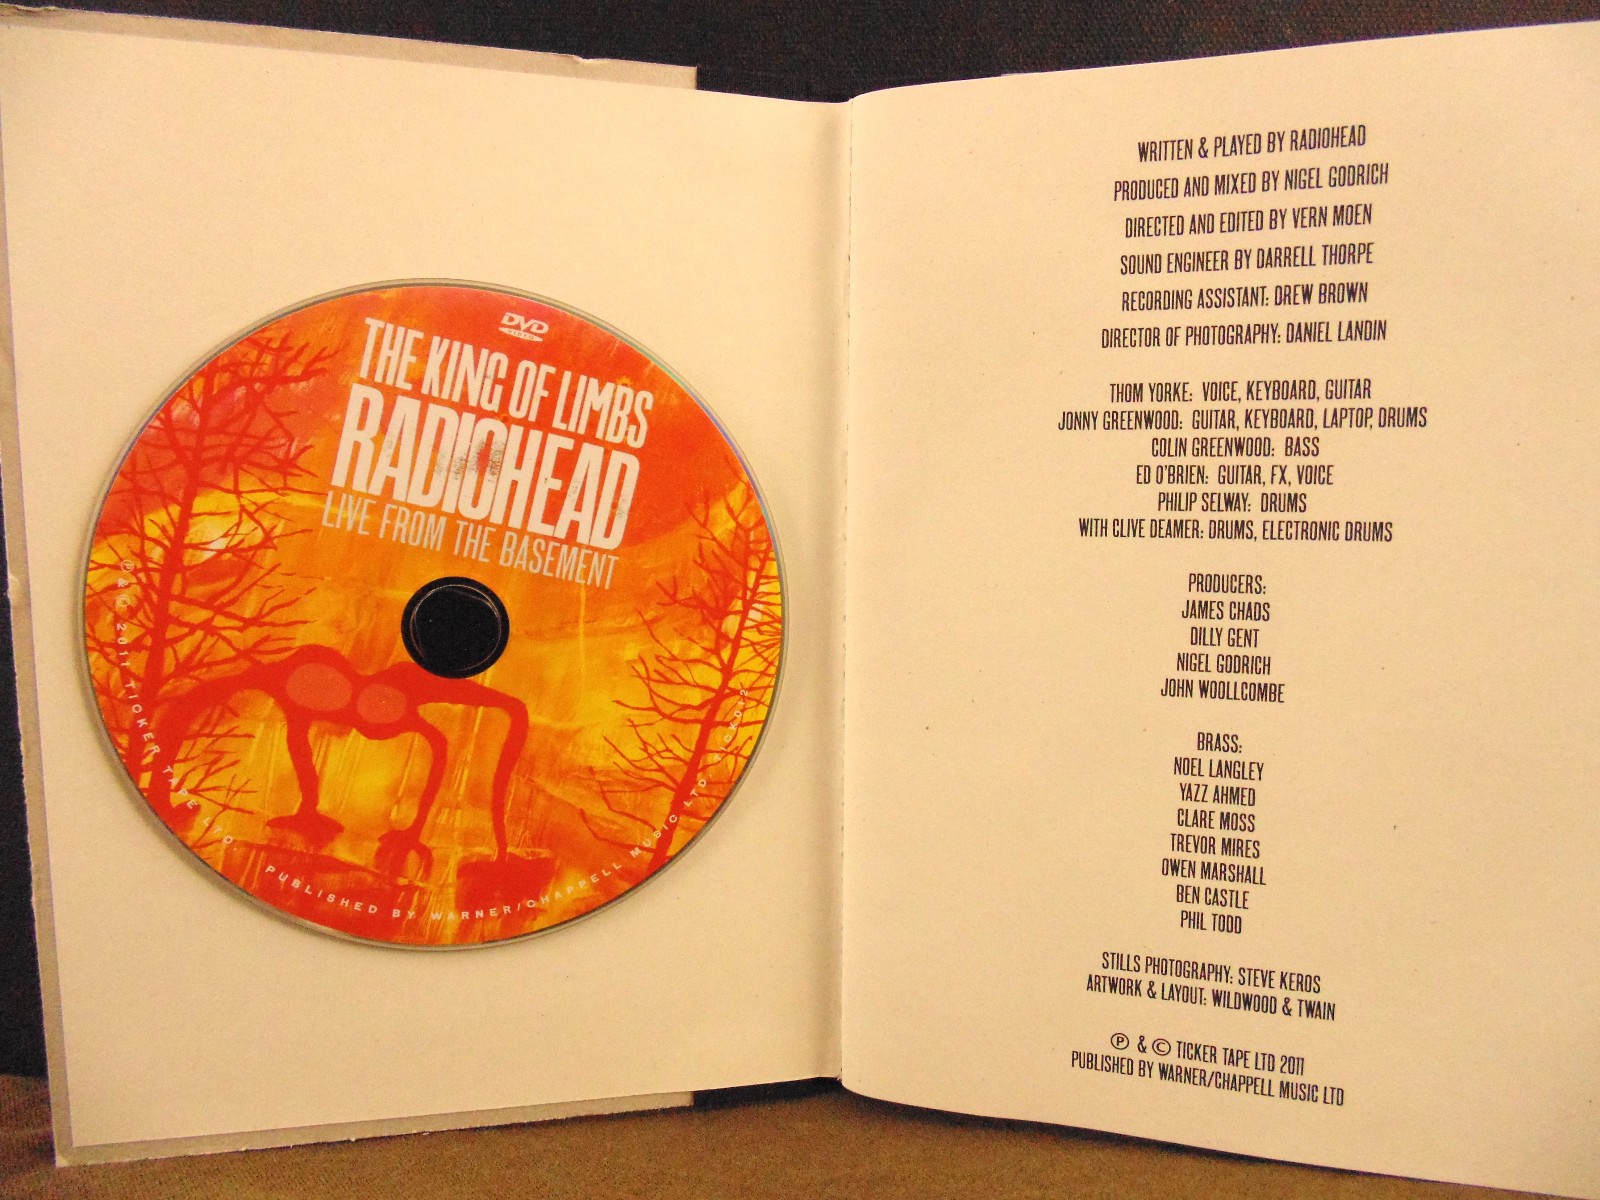 DVD
VIDEO
THE KING OF LIMBS
RADIOHEAD
LIVE FROM THE BASEMENT
℗ & © 2011 TICKER TAPE LTD. PUBLISHED BY WARNER/CHAPPELL MUSIC LTD
WRITTEN & PLAYED BY RADIOHEAD
PRODUCED AND MIXED BY NIGEL GODRICH
DIRECTED AND EDITED BY VERN MOEN
SOUND ENGINEER BY DARRELL THORPE
RECORDING ASSISTANT: DREW BROWN
DIRECTOR OF PHOTOGRAPHY: DANIEL LANDIN
THOM YORKE: VOICE, KEYBOARD, GUITAR
JONNY GREENWOOD: GUITAR, KEYBOARD, LAPTOP, DRUMS
COLIN GREENWOOD: BASS
ED O'BRIEN: GUITAR, FX, VOICE
PHILIP SELWAY: DRUMS
WITH CLIVE DEAMER: DRUMS, ELECTRONIC DRUMS
PRODUCERS:
JAMES CHADS
DILLY GENT
NIGEL GODRICH
JOHN WOOLLCOMBE
BRASS:
NOEL LANGLEY
YAZZ AHMED
CLARE MOSS
TREVOR MIRES
OWEN MARSHALL
BEN CASTLE
PHIL TODD
STILLS PHOTOGRAPHY: STEVE KEROS
ARTWORK & LAYOUT: WILDWOOD & TWAIN
℗ & © TICKER TAPE LTD 2011
PUBLISHED BY WARNER/CHAPPELL MUSIC LTD